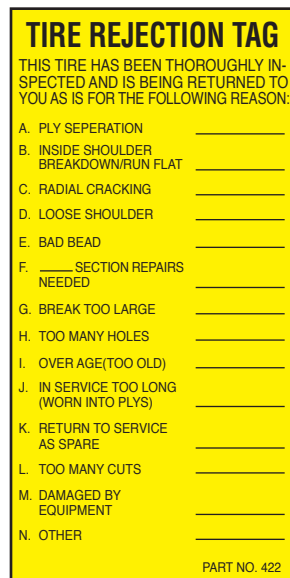 TIRE REJECTION TAG
THIS TIRE HAS BEEN THOROUGHLY IN-
SPECTED AND IS BEING RETURNED TO
YOU AS IS FOR THE FOLLOWING REASON:
A. PLY SEPERATION
B. INSIDE SHOULDER
BREAKDOWN/RUN FLAT
C. RADIAL CRACKING
D. LOOSE SHOULDER
E. BAD BEAD
F. ____ SECTION REPAIRS
NEEDED
G. BREAK TOO LARGE
H. TOO MANY HOLES
I. OVER AGE(TOO OLD)
J. IN SERVICE TOO LONG
(WORN INTO PLYS)
K. RETURN TO SERVICE
AS SPARE
L. TOO MANY CUTS
M. DAMAGED BY
EQUIPMENT
N. OTHER
PART NO. 422